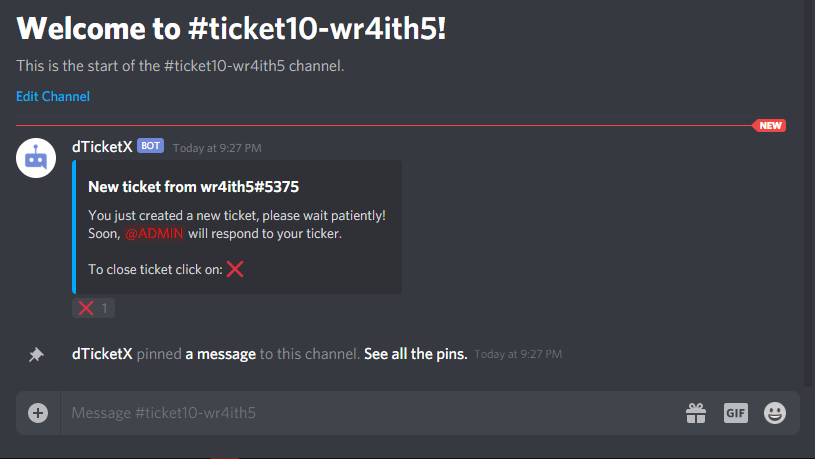 Welcome to #ticket10-wr4ith5!
This is the start of the #ticket10-wr4ith5 channel.
Edit Channel
NEW
dTicketX BOT Today at 9:27 PM
New ticket from wr4ith5#5375
You just created a new ticket, please wait patiently!
Soon, @ADMIN will respond to your ticker.
To close ticket click on: ❌
❌ 1
dTicketX pinned a message to this channel. See all the pins. Today at 9:27 PM
Message #ticket10-wr4ith5
GIF